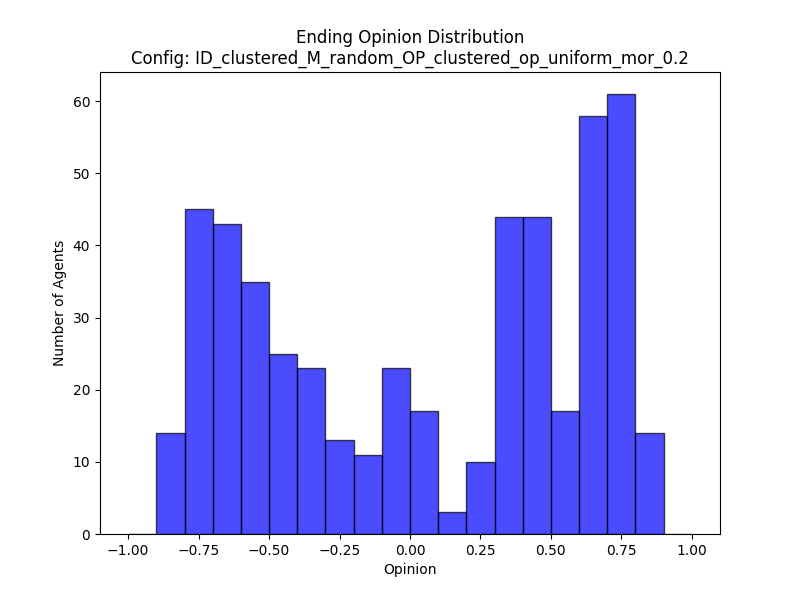 Ending Opinion Distribution
Config: ID_clustered_M_random_OP_clustered_op_uniform_mor_0.2
Number of Agents
60
50
40
30
20
10
0
−1.00 −0.75 −0.50 −0.25 0.00 0.25 0.50 0.75 1.00
Opinion